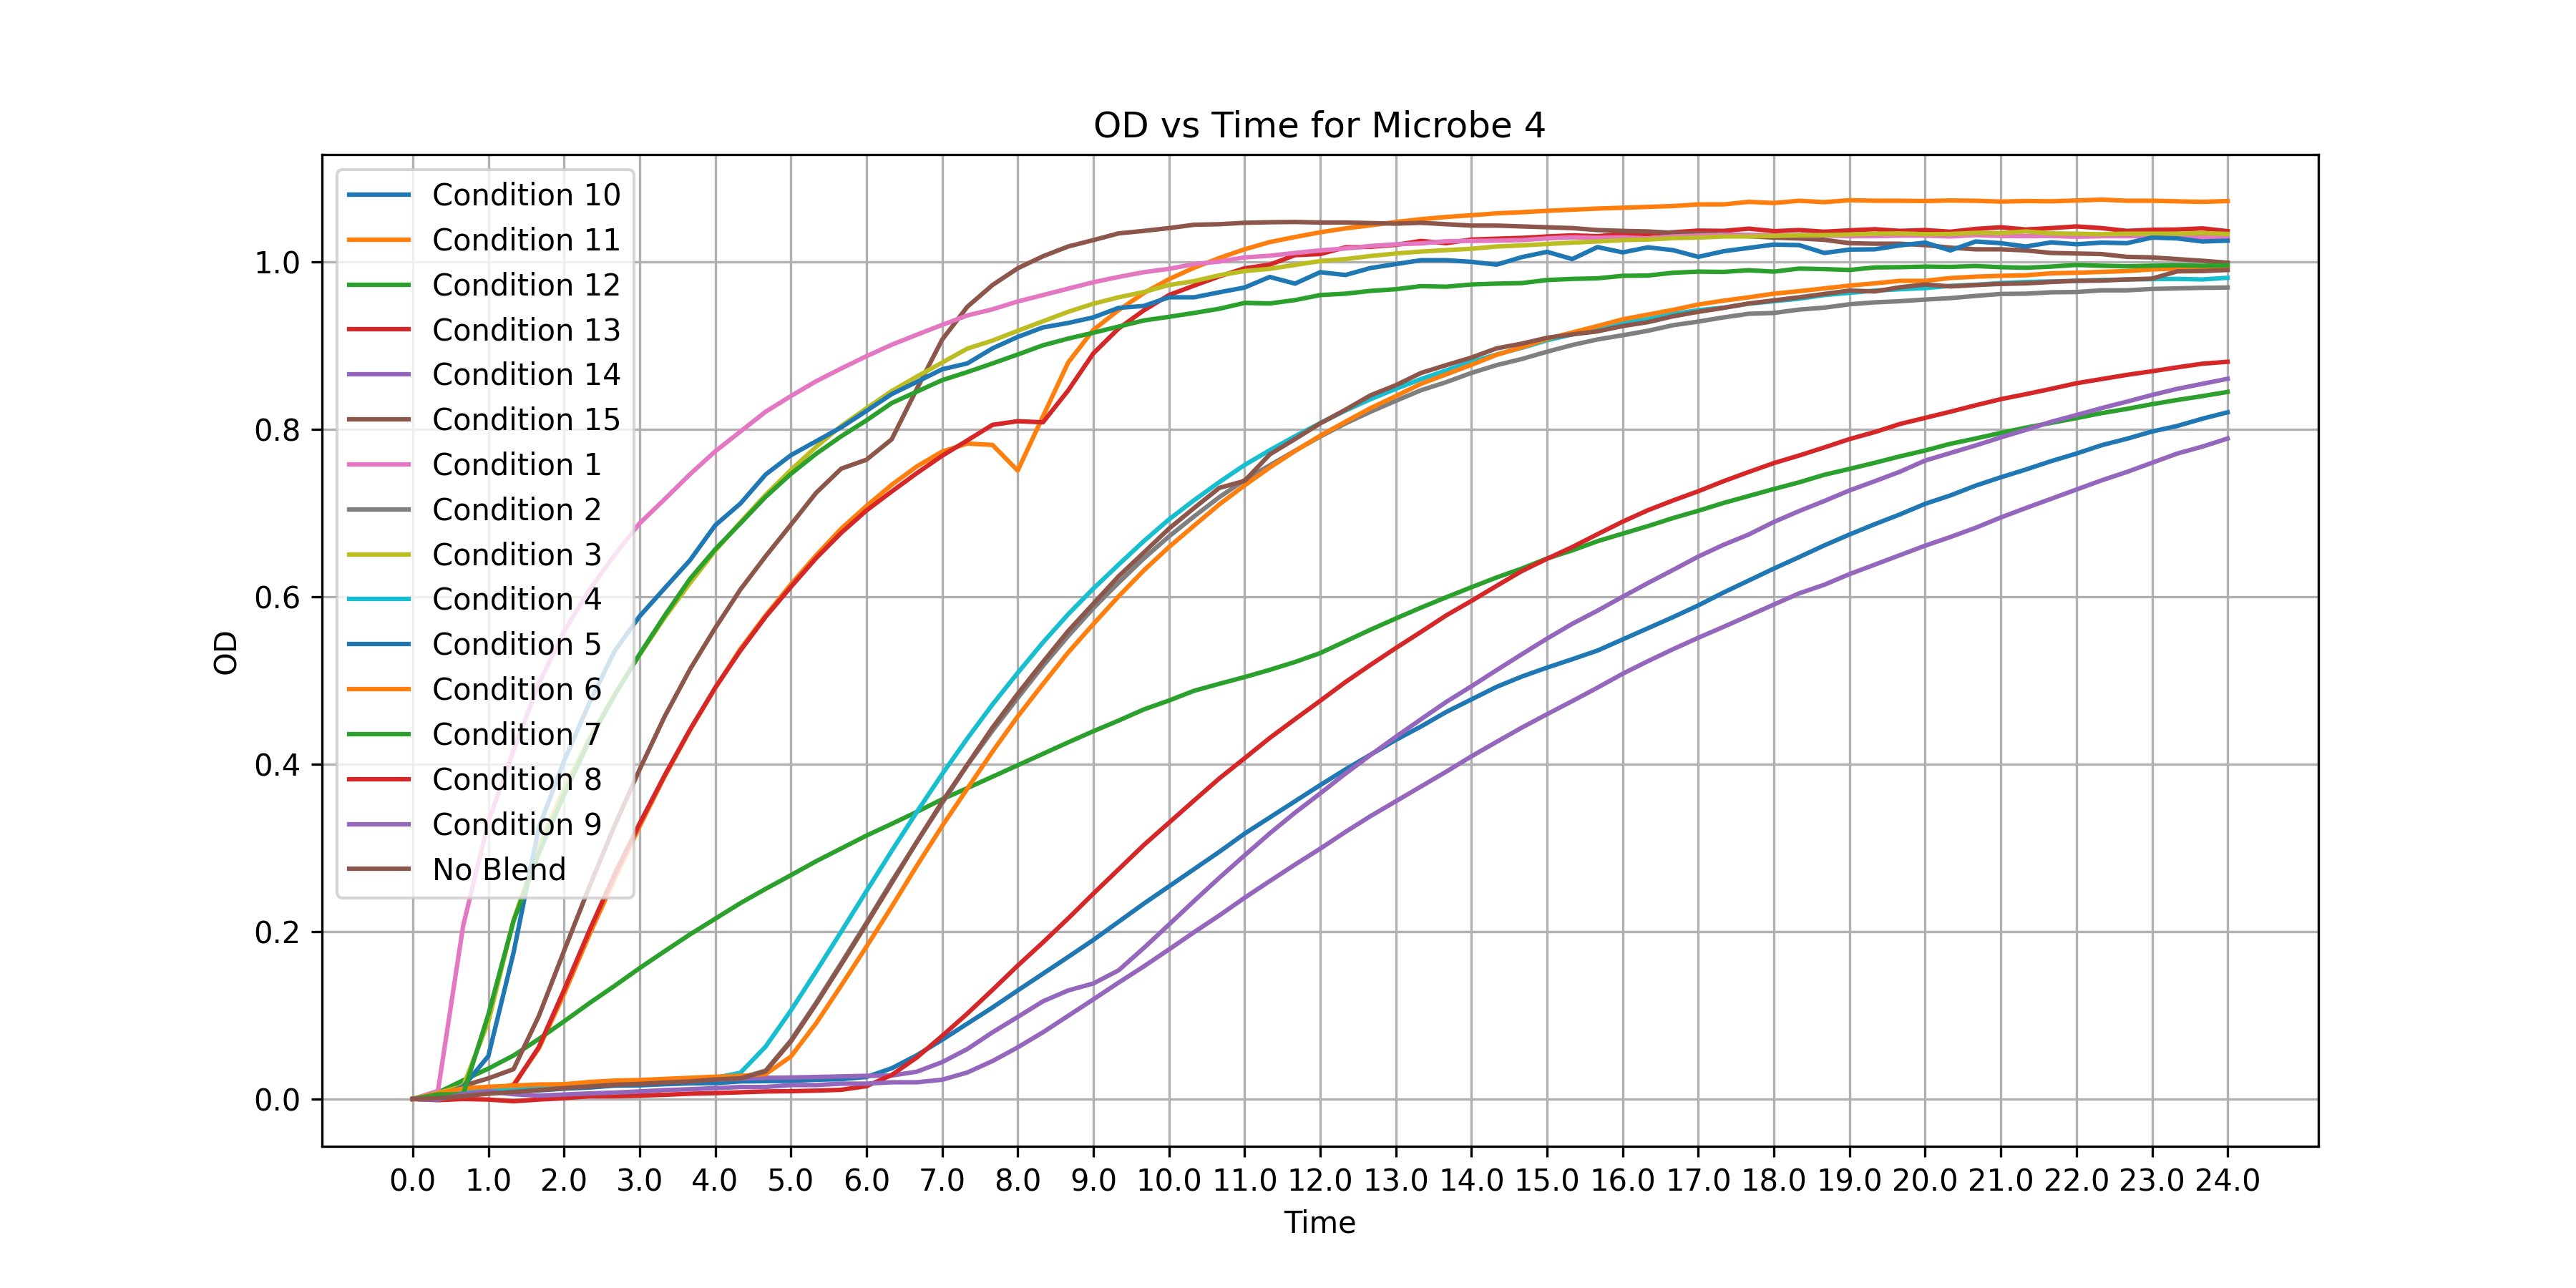 OD vs Time for Microbe 4
Condition 10
Condition 11
Condition 12
Condition 13
Condition 14
Condition 15
Condition 1
Condition 2
Condition 3
Condition 4
Condition 5
Condition 6
Condition 7
Condition 8
Condition 9
No Blend
1.0
0.8
0.6
0.4
0.2
0.0
OD
0.0 1.0 2.0 3.0 4.0 5.0 6.0 7.0 8.0 9.0 10.0 11.0 12.0 13.0 14.0 15.0 16.0 17.0 18.0 19.0 20.0 21.0 22.0 23.0 24.0
Time